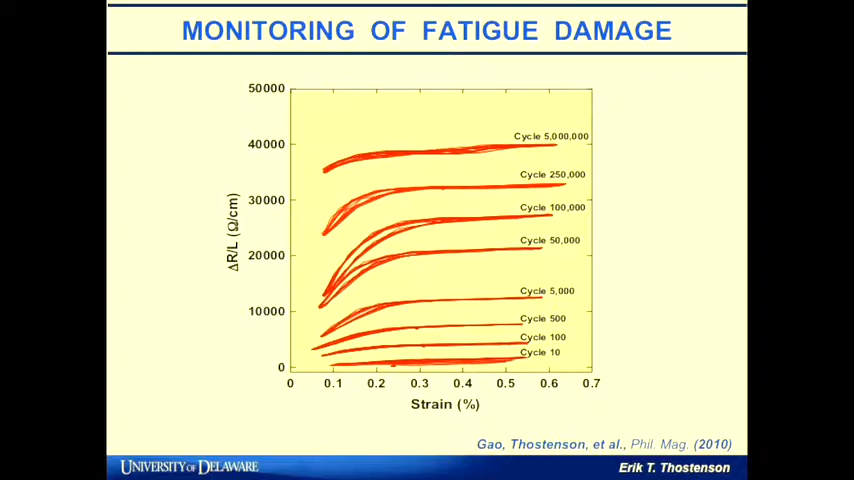 MONITORING OF FATIGUE DAMAGE
50000
40000
30000
20000
10000
0
ΔR/L (Ω/cm)
Cycle 5,000,000
Cycle 250,000
Cycle 100,000
Cycle 50,000
Cycle 5,000
Cycle 500
Cycle 100
Cycle 10
0 0.1 0.2 0.3 0.4 0.5 0.6 0.7
Strain (%)
Gao, Thostenson, et al., Phil. Mag. (2010)
UNIVERSITY OF DELAWARE
Erik T. Thostenson